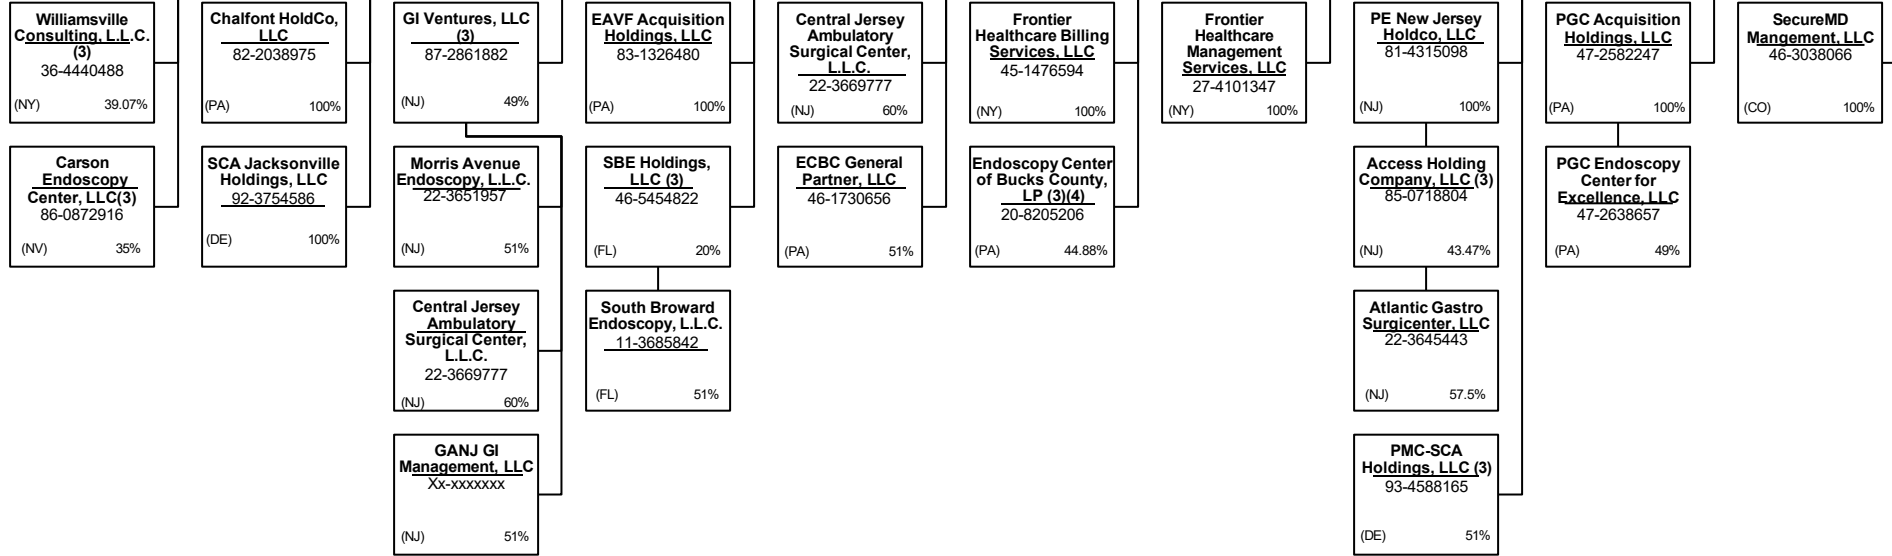 Williamsville
Consulting, L.L.C.
(3)
36-4440488
(NY) 39.07%
Chalfont HoldCo,
LLC
82-2038975
(PA) 100%
GI Ventures, LLC
(3)
87-2861882
(NJ) 49%
EAVF Acquisition
Holdings, LLC
83-1326480
(PA) 100%
Central Jersey
Ambulatory
Surgical Center,
L.L.C.
22-3669777
(NJ) 60%
Frontier
Healthcare Billing
Services, LLC
45-1476594
(NY) 100%
Frontier
Healthcare
Management
Services, LLC
27-4101347
(NY) 100%
PE New Jersey
Holdco, LLC
81-4315098
(NJ) 100%
PGC Acquisition
Holdings, LLC
47-2582247
(PA) 100%
SecureMD
Mangement, LLC
46-3038066
(CO) 100%
Carson
Endoscopy
Center, LLC(3)
86-0872916
(NV) 35%
SCA Jacksonville
Holdings, LLC
92-3754586
(DE) 100%
Morris Avenue
Endoscopy, L.L.C.
22-3651957
(NJ) 51%
SBE Holdings,
LLC (3)
46-5454822
(FL) 20%
ECBC General
Partner, LLC
46-1730656
(PA) 51%
Endoscopy Center
of Bucks County,
LP (3)(4)
20-8205206
(PA) 44.88%
Access Holding
Company, LLC (3)
85-0718804
(NJ) 43.47%
PGC Endoscopy
Center for
Excellence, LLC
47-2638657
(PA) 49%
Central Jersey
Ambulatory
Surgical Center,
L.L.C.
22-3669777
(NJ) 60%
South Broward
Endoscopy, L.L.C.
11-3685842
(FL) 51%
Atlantic Gastro
Surgicenter, LLC
22-3645443
(NJ) 57.5%
GANJ GI
Management, LLC
Xx-xxxxxxx
(NJ) 51%
PMC-SCA
Holdings, LLC (3)
93-4588165
(DE) 51%